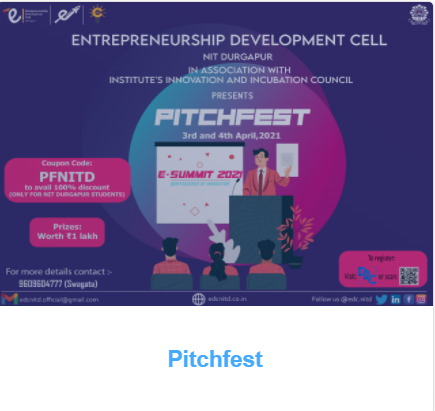 ENTREPRENEURSHIP DEVELOPMENT CELL
NIT DURGAPUR
IN ASSOCIATION WITH
INSTITUTE'S INNOVATION AND INCUBATION COUNCIL
PRESENTS
PITCHFEST
3rd and 4th April,2021
Coupon Code:
PFNITD
to avail 100% discount
(ONLY FOR NIT DURGAPUR STUDENTS)
E-SUMMIT 2021
Prizes:
Worth ₹1 lakh
To register:
Visit: EDC or scan:
For more details contact :-
9609604777 (Swagata)
edcnitd.official@gmail.com
edcnitd.co.in
Follow us @edc.nitd
Pitchfest